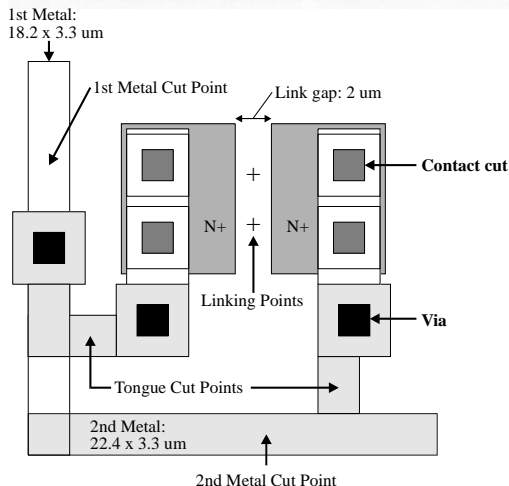 1st Metal:
18.2 x 3.3 um
1st Metal Cut Point
Link gap: 2 um
Contact cut
+
N+
+
N+
Linking Points
Via
Tongue Cut Points
2nd Metal:
22.4 x 3.3 um
2nd Metal Cut Point